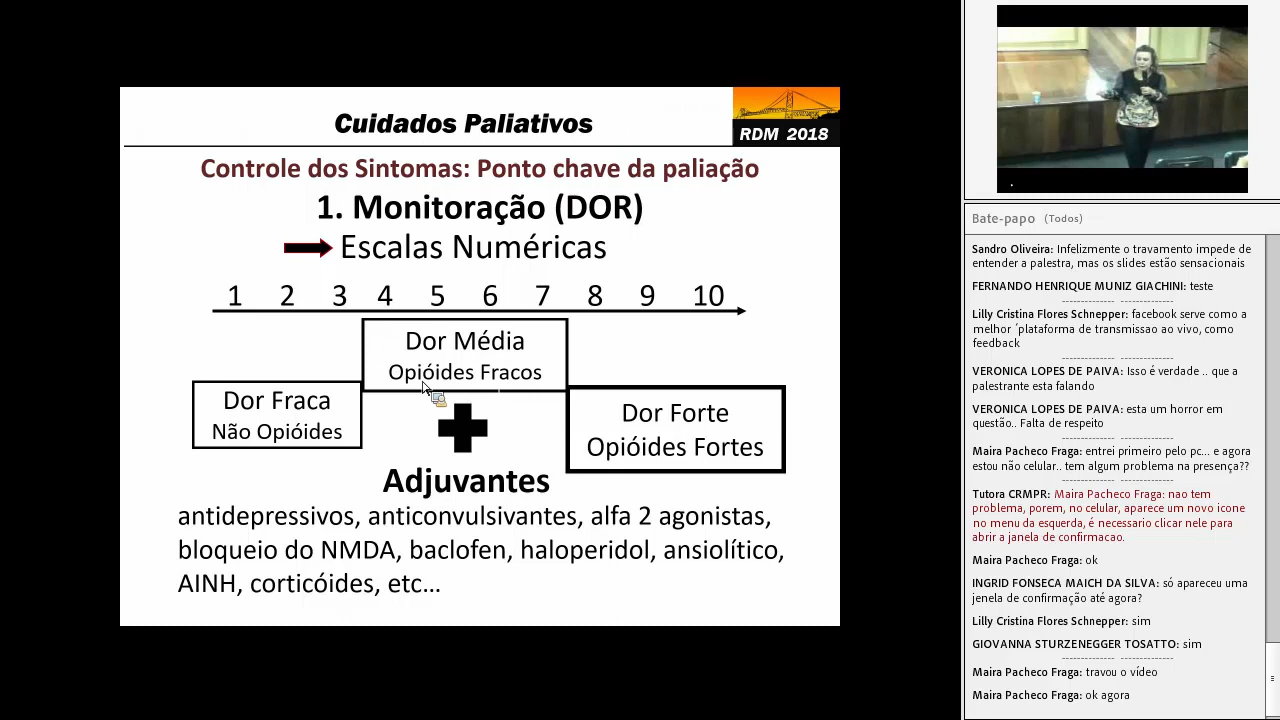 Cuidados Paliativos
RDM 2018
Controle dos Sintomas: Ponto chave da paliação
1. Monitoração (DOR)
Escalas Numéricas
1 2 3 4 5 6 7 8 9 10
Dor Média
Opióides Fracos
Dor Fraca
Não Opióides
Dor Forte
Opióides Fortes
Adjuvantes
antidepressivos, anticonvulsivantes, alfa 2 agonistas,
bloqueio do NMDA, baclofen, haloperidol, ansiolítico,
AINH, corticóides, etc...
Bate-papo (Todos)
Sandro Oliveira: Infelizmente o travamento impede de
entender a palestra, mas os slides estão sensacionais
FERNANDO HENRIQUE MUNIZ GIACHINI: teste
-------------- --------------
Lilly Cristina Flores Schnepper: facebook serve como a
melhor ´plataforma de transmissao ao vivo, como
feedback
-------------- --------------
VERONICA LOPES DE PAIVA: Isso é verdade .. que a
palestrante esta falando
-------------- --------------
VERONICA LOPES DE PAIVA: esta um horror em
questão.. Falta de respeito
-------------- --------------
Maira Pacheco Fraga: entrei primeiro pelo pc... e agora
estou não celular.. tem algum problema na presença??
-------------- --------------
Tutora CRMPR: Maira Pacheco Fraga: nao tem
problema, porem, no celular, aparece um novo icone
no menu da esquerda, é necessario clicar nele para
abrir a janela de confirmacao.
Maira Pacheco Fraga: ok
INGRID FONSECA MAICH DA SILVA: só apareceu uma
jenela de confirmação até agora?
Lilly Cristina Flores Schnepper: sim
GIOVANNA STURZENEGGER TOSATTO: sim
-------------- --------------
Maira Pacheco Fraga: travou o vídeo
Maira Pacheco Fraga: ok agora